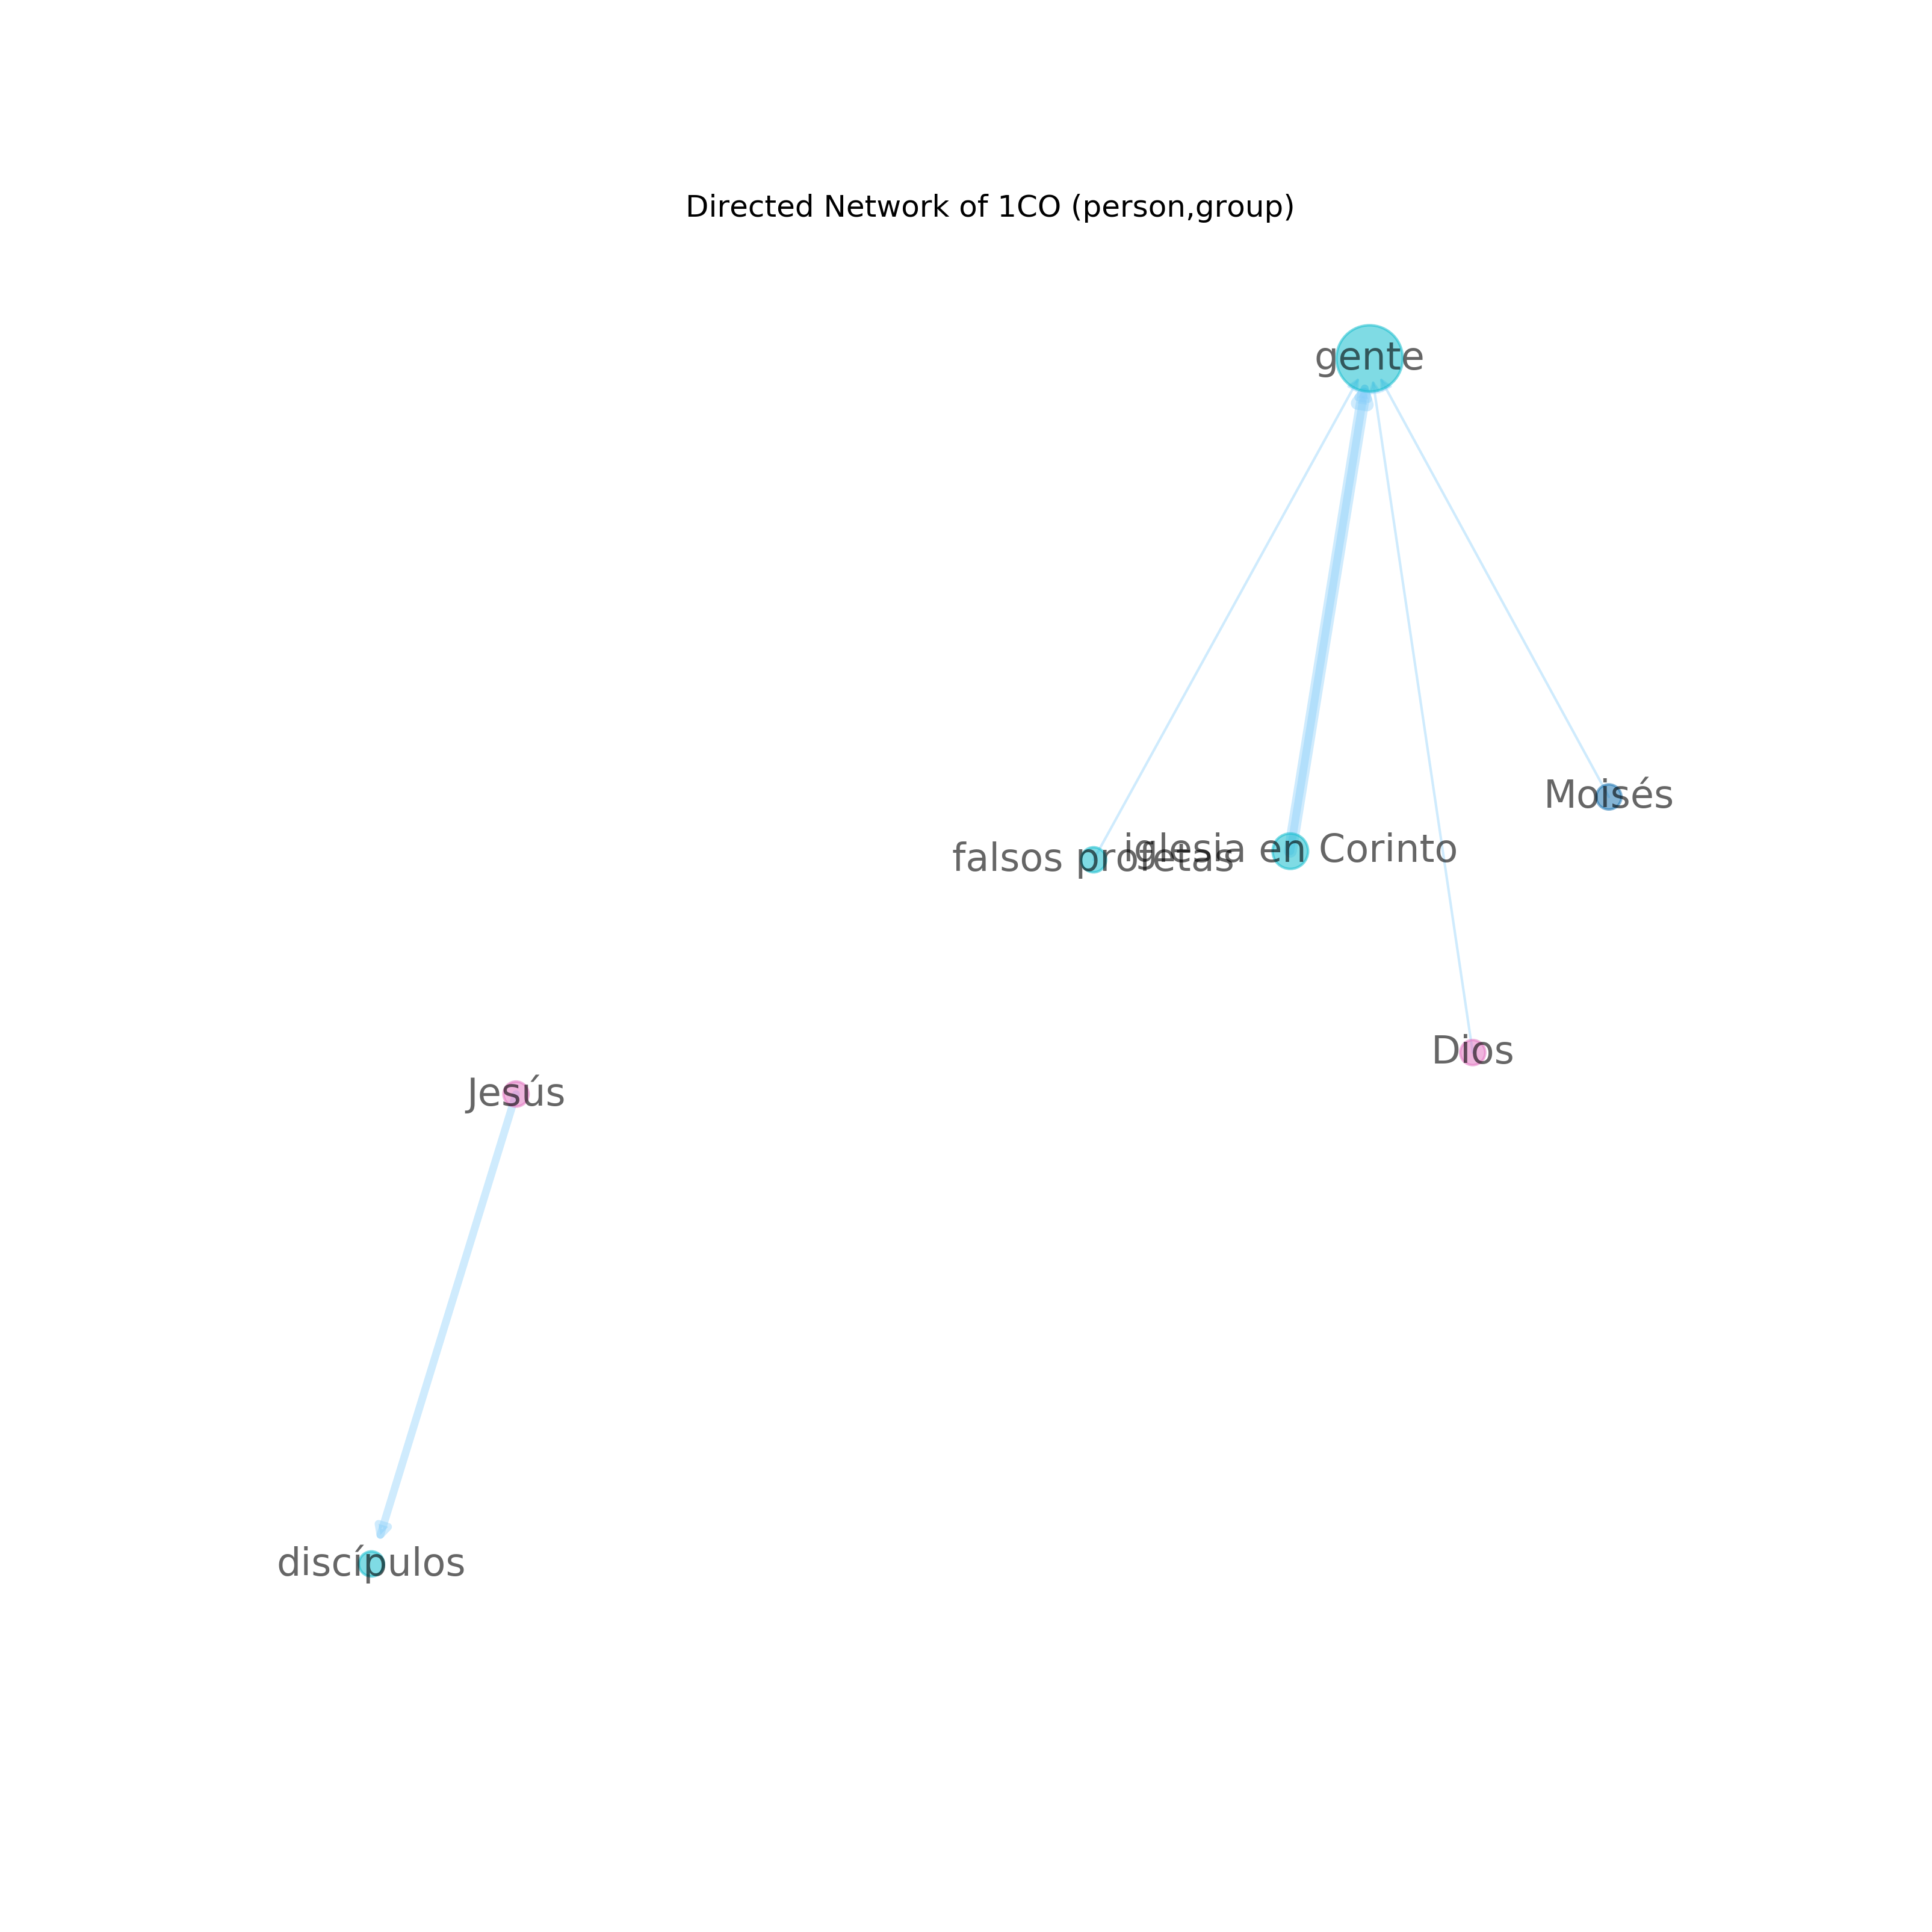 Directed Network of 1CO (person,group)
gente
Moisés
iglesia en Corinto
falsos profetas
Dios
Jesús
discípulos